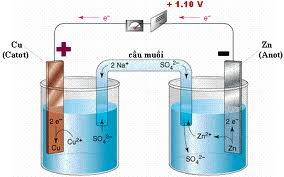 + 1.10 V
e⁻
e⁻
Cu
(Catot)
+
cầu muối
−
Zn
(Anot)
2 Na⁺
SO₄²⁻
2 e⁻
Cu
Cu²⁺
SO₄²⁻
SO₄²⁻
Zn²⁺
2 e⁻
Zn